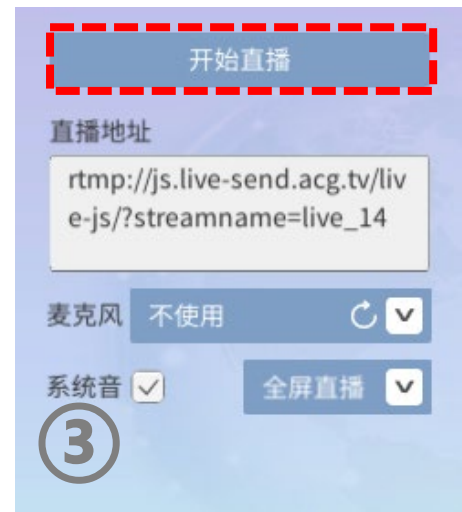 开始直播
直播地址
rtmp://js.live-send.acg.tv/liv
e-js/?streamname=live_14
麦克风 不使用
系统音 全屏直播
③